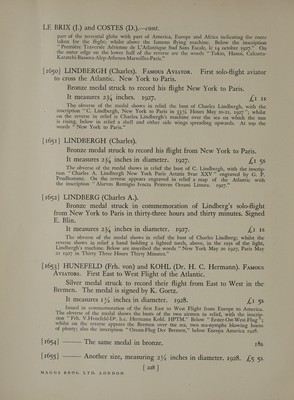 LE BRIX (J.) and COSTES (D.).—cont.
part of the terrestial globe with part of America, Europe and Africa indicating the route
taken for the flight; whilst above the famous flying machine. Below the inscription
"Première Traversée Aérienne de L'Atlantique Sud Sans Escale, le 14 octobre 1927." On
the outer edge on the lower half of the reverse are the words "Tokio, Hanoi, Calcutta-
Karatchi-Bassora-Alep-Athenes-Marseilles-Paris."
[1650] LINDBERGH (Charles). FAMOUS AVIATOR. First solo-flight aviator
to cross the Atlantic. New York to Paris.
Bronze medal struck to record his flight New York to Paris.
It measures 2¾ inches. 1927. £1 1s
The obverse of the medal shows in relief the bust of Charles Lindbergh, with the
inscription "C. Lindbergh, New York to Paris in 33½ Hours May 20-21, 1927"; whilst
on the reverse in relief is Charles Lindbergh's machine over the sea on which the sun
is rising, below in relief a shell and other side wings spreading upwards. At top the
words "New York to Paris."
[1651] LINDBERGH (Charles).
Bronze medal struck to record his flight from New York to Paris.
It measures 2¾ inches in diameter. 1927. £1 5s
The obverse of the medal shows in relief the bust of C. Lindbergh, with the inscrip-
tion "Charles A. Lindbergh New York Paris Aetatis Svae XXV" engraved by G. P.
Prudhomme. On the reverse appears engraved in relief a map of the Atlantic with
the inscription "Alarvm Remigio Invicta Primvm Oceani Limina. 1927."
[1652] LINDBERGH (Charles A.)
Bronze medal struck in commemoration of Lindberg's solo-flight
from New York to Paris in thirty-three hours and thirty minutes. Signed
E. Blin.
It measures 2¾ inches in diameter. 1927. £1 1s
The obverse of the medal shows in relief the bust of Charles Lindberg; whilst the
reverse shows in relief a hand holding a lighted torch, above, in the rays of the light,
Lindbergh's machine. Below are inscribed the words "New York May 20 1927, Paris May
21 1927 in Thirty Three Hours Thirty Minutes."
[1653] HUNEFELD (Frh. von) and KOHL (Dr. H. C. Hermann). FAMOUS
AVIATORS. First East to West Flight of the Atlantic.
Silver medal struck to record their flight from East to West in the
Bremen. The medal is signed by K. Goetz.
It measures 1½ inches in diameter. 1928. £1 5s
Issued in commemoration of the first East to West Flight from Europe to America.
The obverse of the medal shows the busts of the two airmen in relief, with the inscrip-
tion "Frh. V.Hunefeld-Dr. h.c. Hermann Kohl. HPTM." Below "Erster-Ost-West-Flug";
whilst on the reverse appears the Bremen over the sea, two sea-nymphs blowing horns
of plenty; also the inscription "Ozean-Flug Der Bremen," below Europa America 1928.
[1654] ——— The same medal in bronze. 18s
[1655] ——— Another size, measuring 2½ inches in diameter. 1928. £5 5s
[ 228 ]
MAGGS BROS. LTD. LONDON